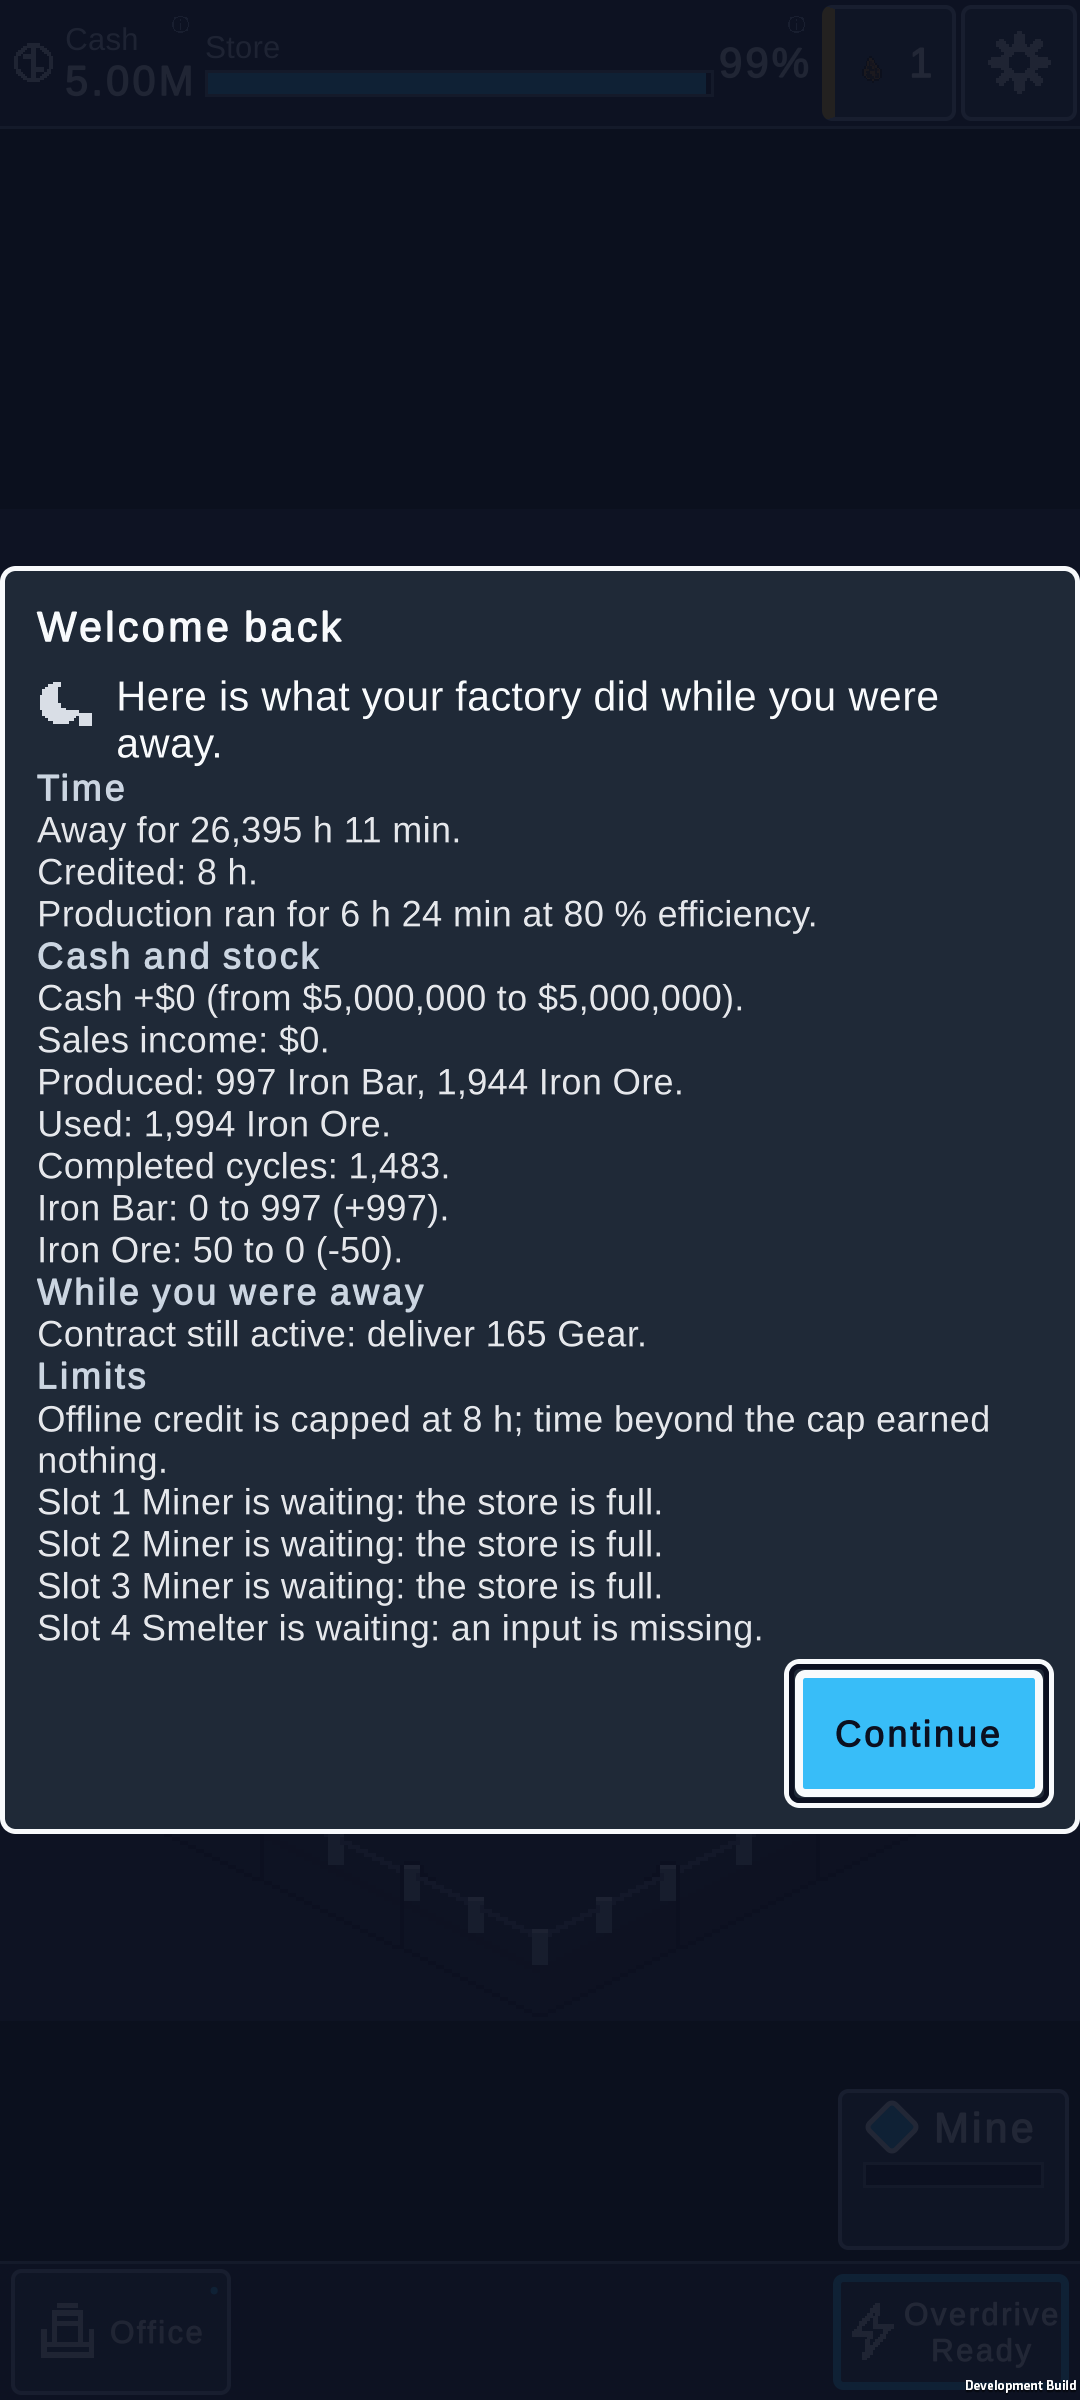 Cash
Store
5.00M
99%
1
Welcome back
Here is what your factory did while you were
away.
Time
Away for 26,395 h 11 min.
Credited: 8 h.
Production ran for 6 h 24 min at 80 % efficiency.
Cash and stock
Cash +$0 (from $5,000,000 to $5,000,000).
Sales income: $0.
Produced: 997 Iron Bar, 1,944 Iron Ore.
Used: 1,994 Iron Ore.
Completed cycles: 1,483.
Iron Bar: 0 to 997 (+997).
Iron Ore: 50 to 0 (-50).
While you were away
Contract still active: deliver 165 Gear.
Limits
Offline credit is capped at 8 h; time beyond the cap earned
nothing.
Slot 1 Miner is waiting: the store is full.
Slot 2 Miner is waiting: the store is full.
Slot 3 Miner is waiting: the store is full.
Slot 4 Smelter is waiting: an input is missing.
Continue
Mine
Office
Overdrive
Ready
Development Build